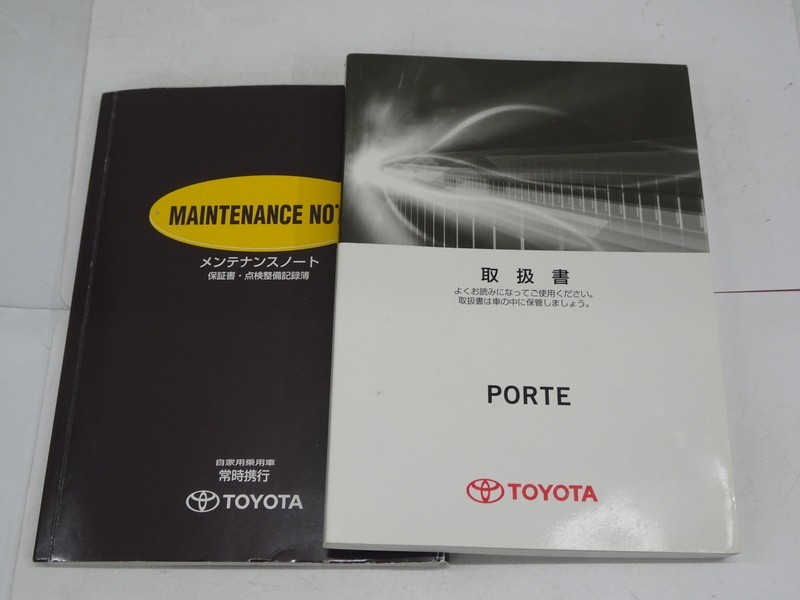 MAINTENANCE NOT
メンテナンスノート
保証書・点検整備記録簿
自家用乗用車
常時携行
TOYOTA
取扱書
よくお読みになってご使用ください。
取扱書は車の中に保管しましょう。
PORTE
TOYOTA